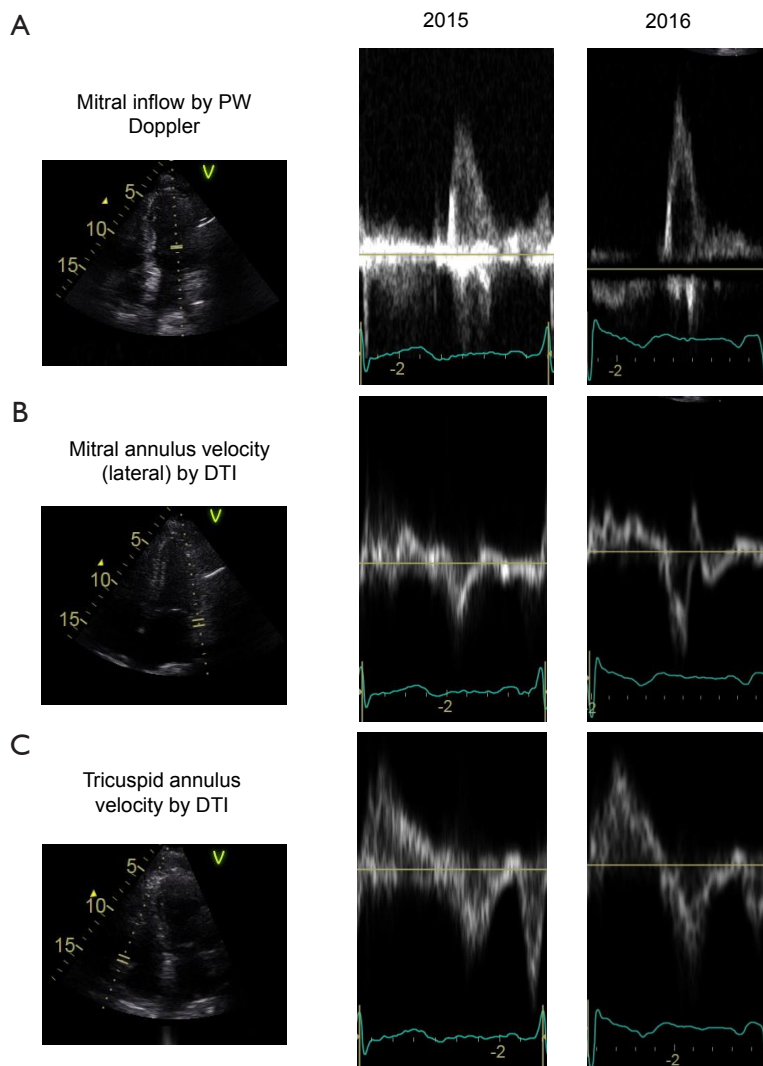 A
2015
2016
Mitral inflow by PW
Doppler
V
5
10
15
-2
-2
B
Mitral annulus velocity
(lateral) by DTI
V
5
10
15
-2
2
C
Tricuspid annulus
velocity by DTI
V
5
10
15
-2
-2